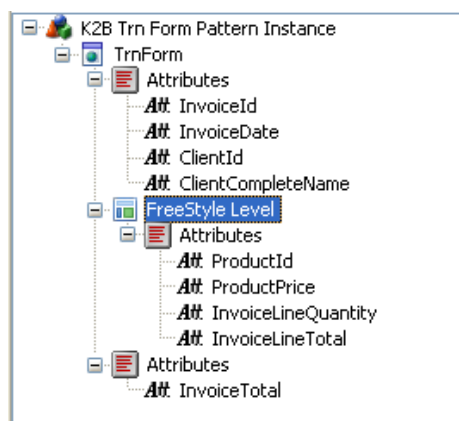 K2B Trn Form Pattern Instance
TrnForm
Attributes
InvoiceId
InvoiceDate
ClientId
ClientCompleteName
FreeStyle Level
Attributes
ProductId
ProductPrice
InvoiceLineQuantity
InvoiceLineTotal
Attributes
InvoiceTotal